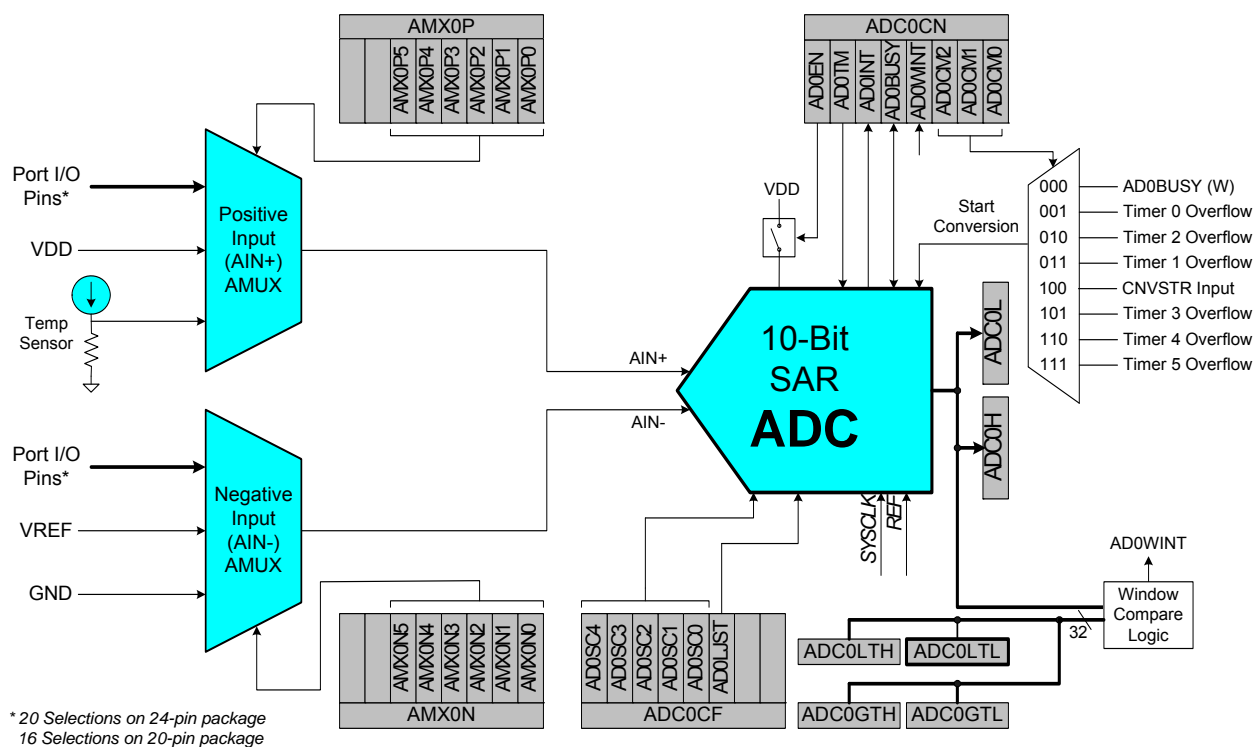 AMX0P
AMX0P5
AMX0P4
AMX0P3
AMX0P2
AMX0P1
AMX0P0
ADC0CN
AD0EN
AD0TM
AD0INT
AD0BUSY
AD0WINT
AD0CM2
AD0CM1
AD0CM0
Port I/O
Pins*
VDD
Temp
Sensor
Positive
Input
(AIN+)
AMUX
VDD
Start
Conversion
000
001
010
011
100
101
110
111
AD0BUSY (W)
Timer 0 Overflow
Timer 2 Overflow
Timer 1 Overflow
CNVSTR Input
Timer 3 Overflow
Timer 4 Overflow
Timer 5 Overflow
AIN+
AIN-
10-Bit
SAR
ADC
ADC0L
ADC0H
SYSCLK
REF
Port I/O
Pins*
VREF
GND
Negative
Input
(AIN-)
AMUX
AMX0N5
AMX0N4
AMX0N3
AMX0N2
AMX0N1
AMX0N0
AMX0N
AD0SC4
AD0SC3
AD0SC2
AD0SC1
AD0SC0
AD0LJST
ADC0CF
AD0WINT
Window
Compare
Logic
32
ADC0LTH
ADC0LTL
ADC0GTH
ADC0GTL
* 20 Selections on 24-pin package
16 Selections on 20-pin package